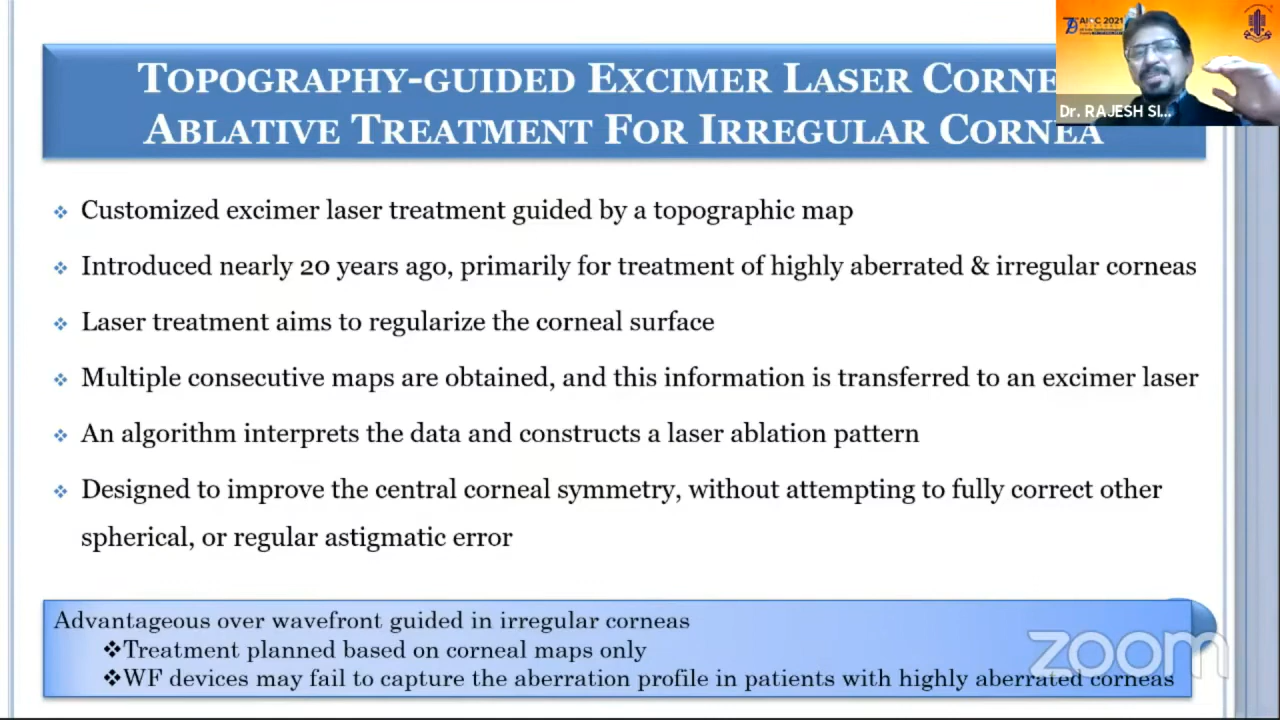 TOPOGRAPHY-GUIDED EXCIMER LASER CORNE
ABLATIVE TREATMENT FOR IRREGULAR CORNEA
AIOC 2021
Dr. RAJESH SI...
Customized excimer laser treatment guided by a topographic map
Introduced nearly 20 years ago, primarily for treatment of highly aberrated & irregular corneas
Laser treatment aims to regularize the corneal surface
Multiple consecutive maps are obtained, and this information is transferred to an excimer laser
An algorithm interprets the data and constructs a laser ablation pattern
Designed to improve the central corneal symmetry, without attempting to fully correct other
spherical, or regular astigmatic error
Advantageous over wavefront guided in irregular corneas
❖Treatment planned based on corneal maps only
❖WF devices may fail to capture the aberration profile in patients with highly aberrated corneas
zoom